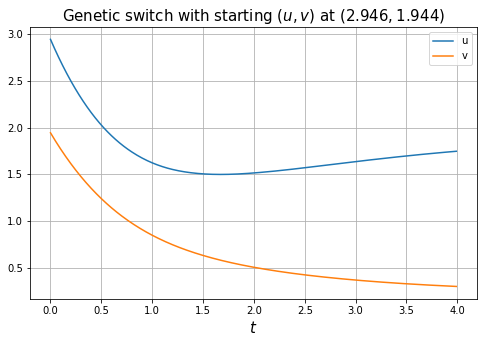 Genetic switch with starting (u, v) at (2.946, 1.944)
u
v
3.0
2.5
2.0
1.5
1.0
0.5
0.0 0.5 1.0 1.5 2.0 2.5 3.0 3.5 4.0
t